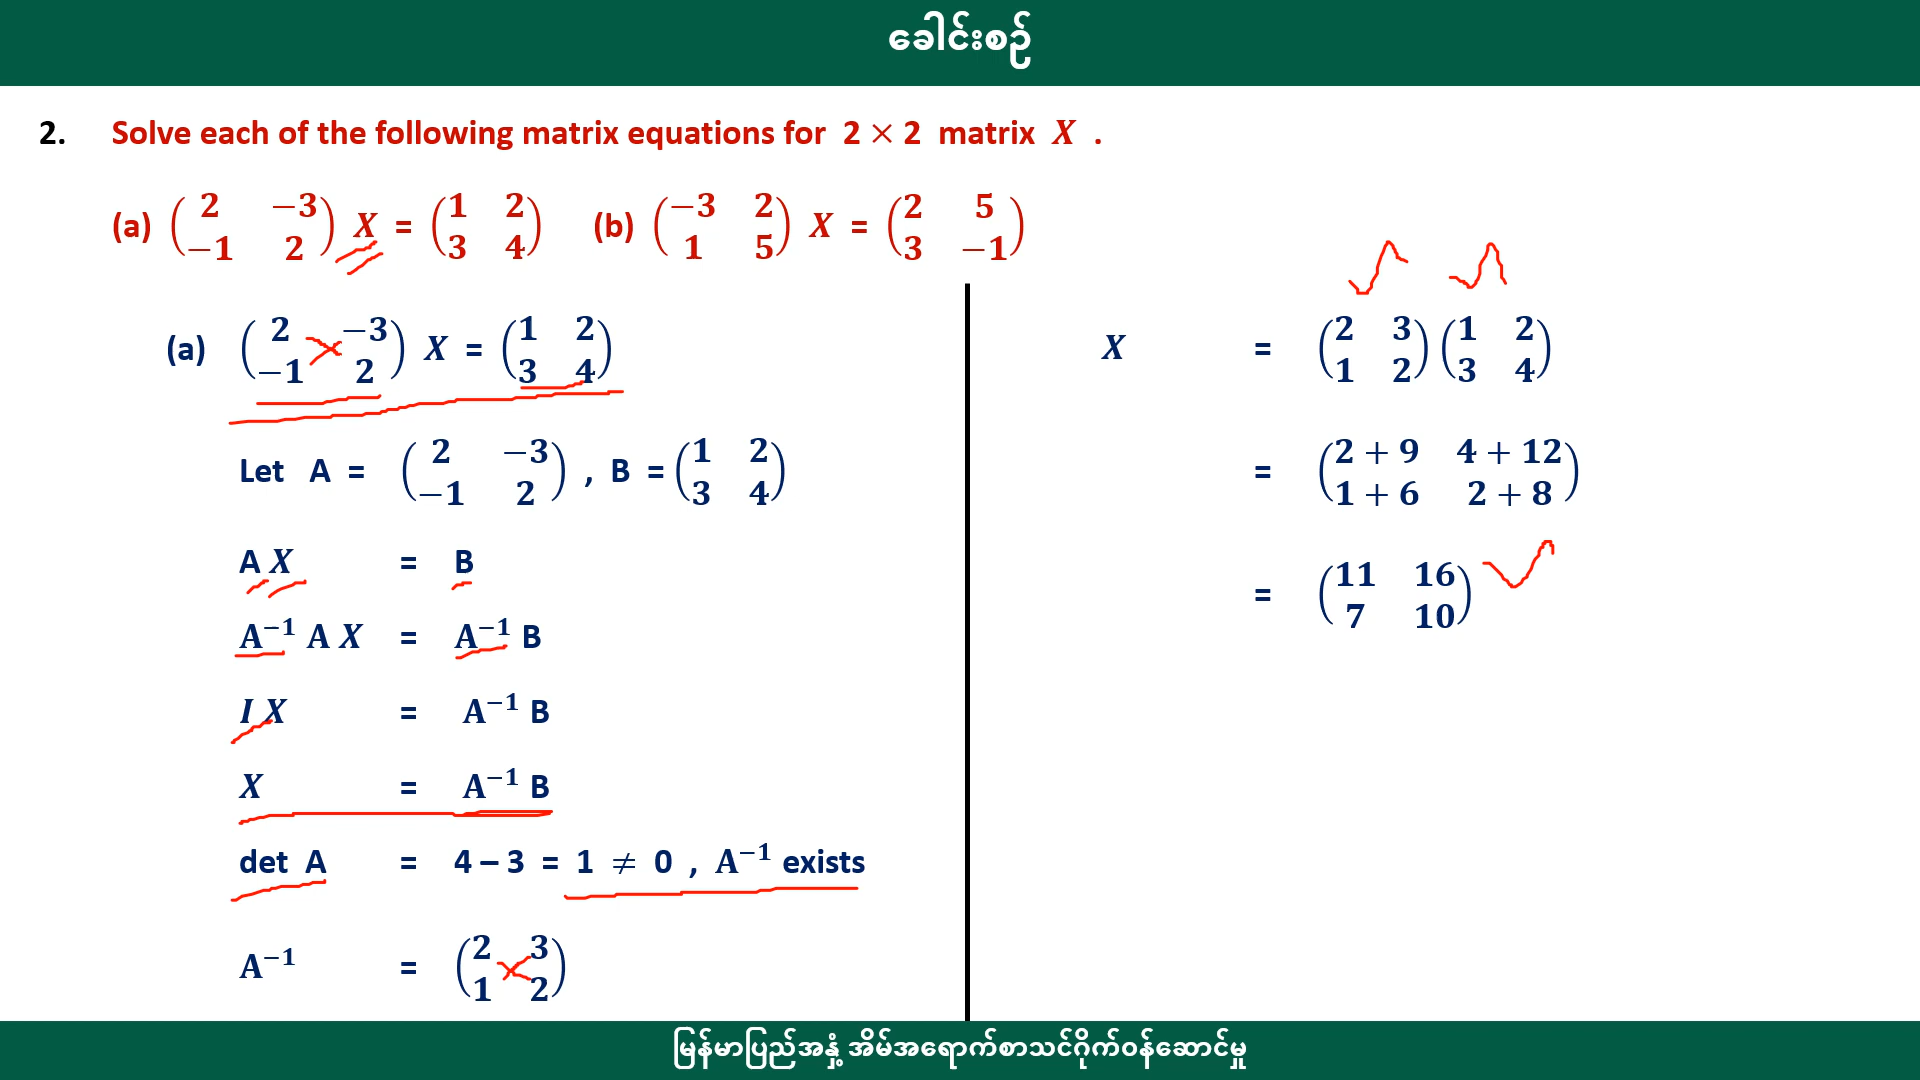 ခေါင်းစဉ်
2. Solve each of the following matrix equations for 2 × 2 matrix X .
(a) (2 −3; −1 2) X = (1 2; 3 4) (b) (−3 2; 1 5) X = (2 5; 3 −1)
(a) (2 −3; −1 2) X = (1 2; 3 4)
Let A = (2 −3; −1 2) , B = (1 2; 3 4)
A X = B
A⁻¹ A X = A⁻¹ B
I X = A⁻¹ B
X = A⁻¹ B
det A = 4 – 3 = 1 ≠ 0 , A⁻¹ exists
A⁻¹ = (2 3; 1 2)
X = (2 3; 1 2) (1 2; 3 4)
= (2 + 9 4 + 12; 1 + 6 2 + 8)
= (11 16; 7 10)
မြန်မာပြည်အနှံ့ အိမ်အရောက်စာသင်ဂိုက်ဝန်ဆောင်မှု